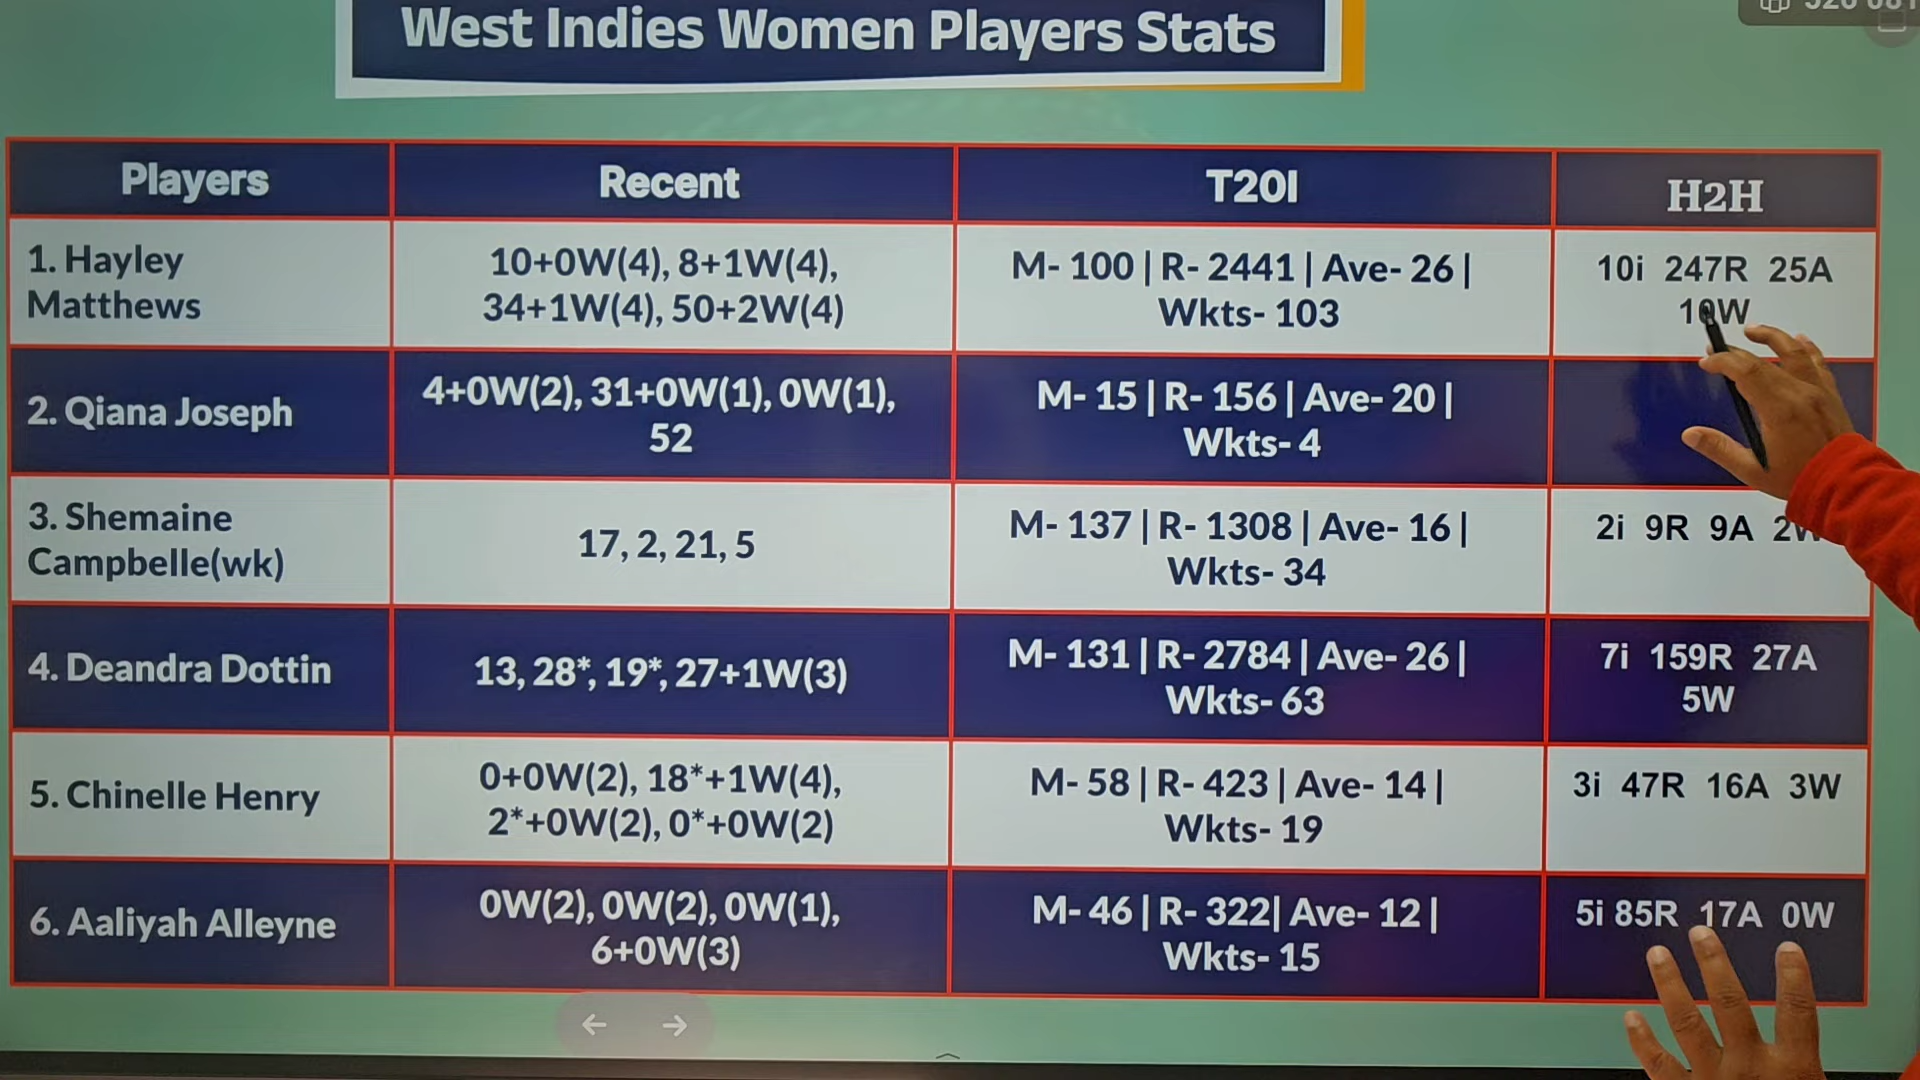 West Indies Women Players Stats
Players
Recent
T20I
H2H
1. Hayley
Matthews
10+0W(4), 8+1W(4),
34+1W(4), 50+2W(4)
M- 100 | R- 2441 | Ave- 26 |
Wkts- 103
10i 247R 25A
10W
2. Qiana Joseph
4+0W(2), 31+0W(1), 0W(1),
52
M- 15 | R- 156 | Ave- 20 |
Wkts- 4
3. Shemaine
Campbelle(wk)
17, 2, 21, 5
M- 137 | R- 1308 | Ave- 16 |
Wkts- 34
2i 9R 9A 2W
4. Deandra Dottin
13, 28*, 19*, 27+1W(3)
M- 131 | R- 2784 | Ave- 26 |
Wkts- 63
7i 159R 27A
5W
5. Chinelle Henry
0+0W(2), 18*+1W(4),
2*+0W(2), 0*+0W(2)
M- 58 | R- 423 | Ave- 14 |
Wkts- 19
3i 47R 16A 3W
6. Aaliyah Alleyne
0W(2), 0W(2), 0W(1),
6+0W(3)
M- 46 | R- 322| Ave- 12 |
Wkts- 15
5i 85R 17A 0W